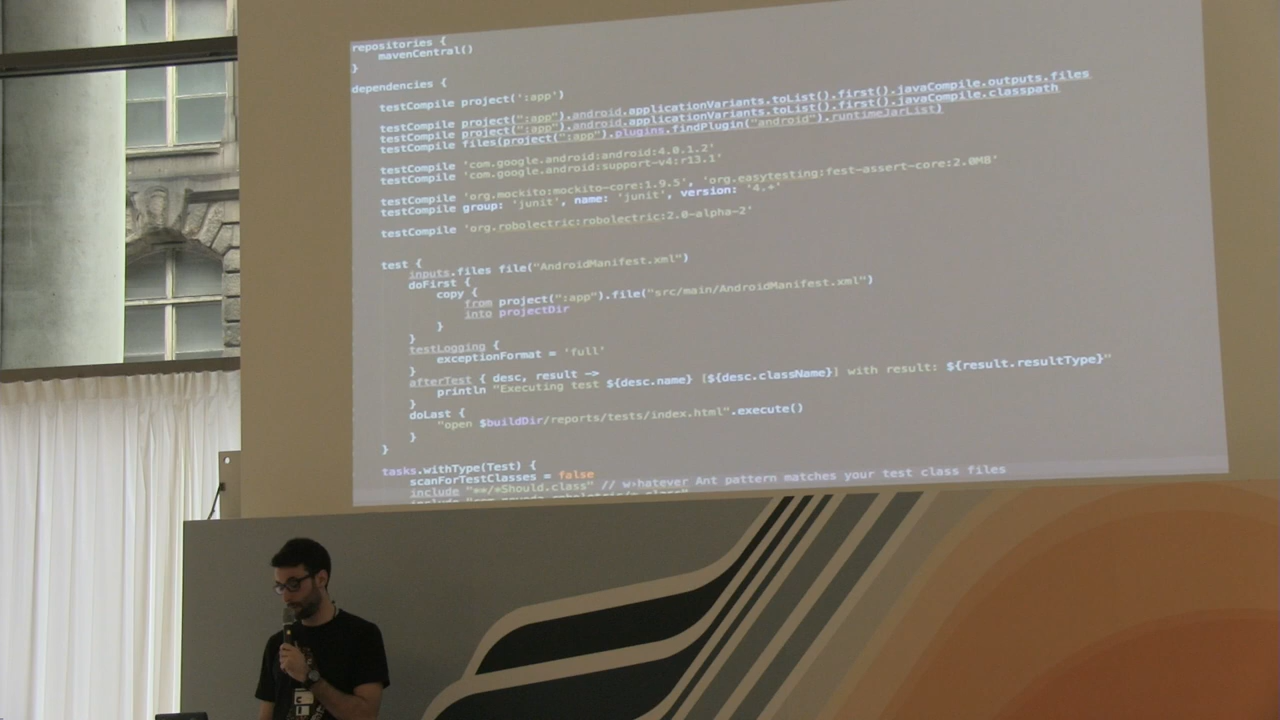 repositories {
mavenCentral()
}
dependencies {
testCompile project(':app')
testCompile project(":app").android.applicationVariants.toList().first().javaCompile.outputs.files
testCompile project(":app").android.applicationVariants.toList().first().javaCompile.classpath
testCompile files(project(":app").plugins.findPlugin("android").runtimeJarList)
testCompile 'com.google.android:android:4.0.1.2'
testCompile 'com.google.android:support-v4:r13.1'
testCompile 'org.mockito:mockito-core:1.9.5', 'org.easytesting:fest-assert-core:2.0M8'
testCompile group: 'junit', name: 'junit', version: '4.+'
testCompile 'org.robolectric:robolectric:2.0-alpha-2'
test {
inputs.files file("AndroidManifest.xml")
doFirst {
copy {
from project(":app").file("src/main/AndroidManifest.xml")
into projectDir
}
}
testLogging {
exceptionFormat = 'full'
}
afterTest { desc, result ->
println "Executing test ${desc.name} [${desc.className}] with result: ${result.resultType}"
}
doLast {
"open $buildDir/reports/tests/index.html".execute()
}
}
tasks.withType(Test) {
scanForTestClasses = false
include "**/*Should.class" // whatever Ant pattern matches your test class files